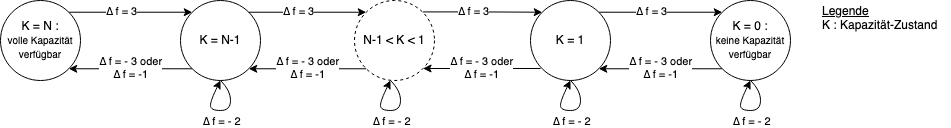 Δ f = 3
Δ f = 3
Δ f = 3
Δ f = 3
Legende
K : Kapazität-Zustand
K = N :
volle Kapazität
verfügbar
K = N-1
N-1 < K < 1
K = 1
K = 0 :
keine Kapazität
verfügbar
Δ f = - 3 oder
Δ f = -1
Δ f = - 3 oder
Δ f = -1
Δ f = - 3 oder
Δ f = -1
Δ f = - 3 oder
Δ f = -1
Δ f = - 2
Δ f = - 2
Δ f = - 2
Δ f = - 2